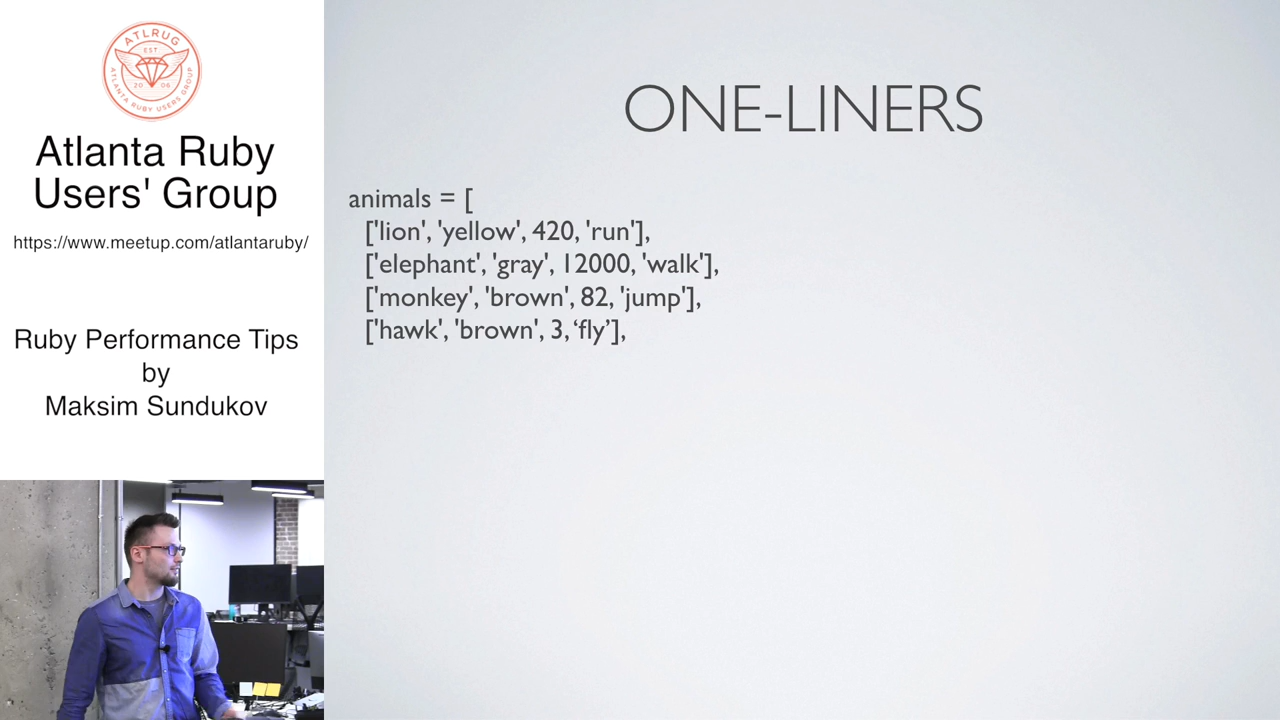 ATLRUG
EST.
20 06
ATLANTA RUBY USERS GROUP
Atlanta Ruby
Users' Group
https://www.meetup.com/atlantaruby/
Ruby Performance Tips
by
Maksim Sundukov
ONE-LINERS
animals = [
['lion', 'yellow', 420, 'run'],
['elephant', 'gray', 12000, 'walk'],
['monkey', 'brown', 82, 'jump'],
['hawk', 'brown', 3, ‘fly’],